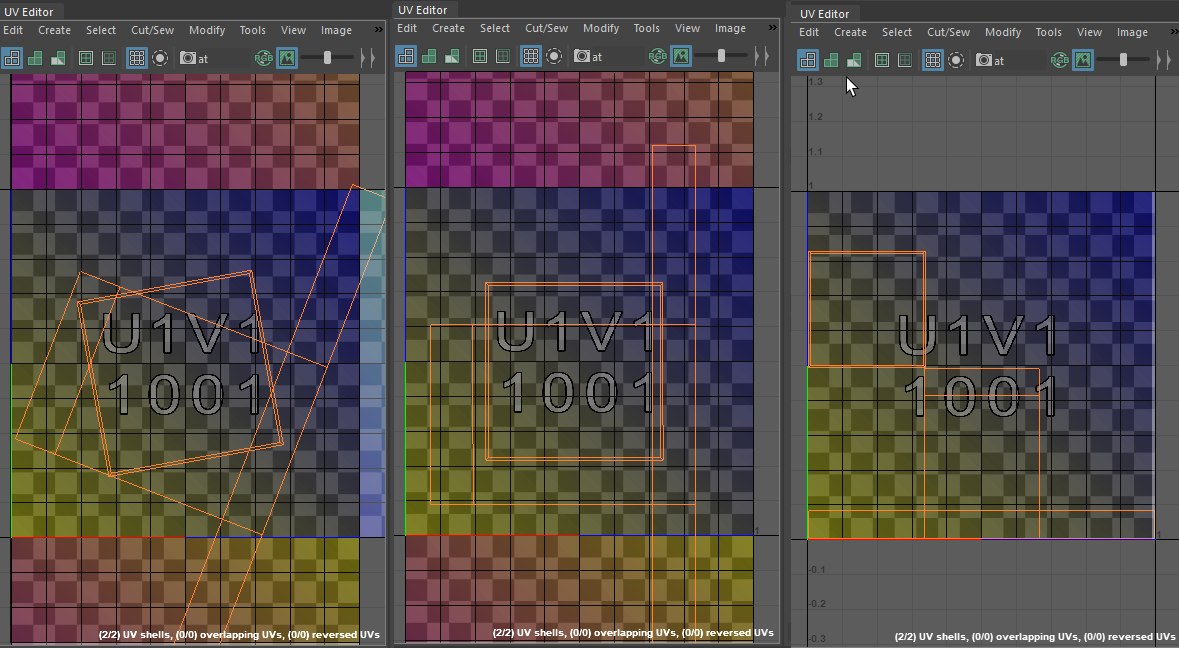 UV Editor
Edit Create Select Cut/Sew Modify Tools View Image »
at RGB
U1V1
1001
(2/2) UV shells, (0/0) overlapping UVs, (0/0) reversed UVs
UV Editor
Edit Create Select Cut/Sew Modify Tools View Image »
at RGB
U1V1
1001
1
(2/2) UV shells, (0/0) overlapping UVs, (0/0) reversed UVs
UV Editor
Edit Create Select Cut/Sew Modify Tools View Image »
at RGB
1.3
1.2
1.1
1
U1V1
1001
1
-0.1
-0.2
-0.3
(2/2) UV shells, (0/0) overlapping UVs, (0/0) reversed UVs